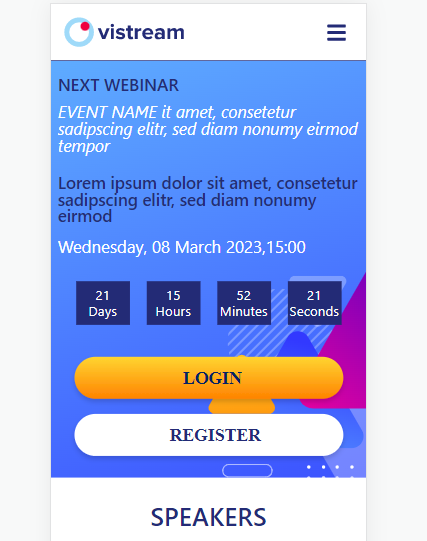 vistream
NEXT WEBINAR
EVENT NAME it amet, consetetur
sadipscing elitr, sed diam nonumy eirmod
tempor
Lorem ipsum dolor sit amet, consetetur
sadipscing elitr, sed diam nonumy
eirmod
Wednesday, 08 March 2023,15:00
21 15 52 21
Days Hours Minutes Seconds
LOGIN
REGISTER
SPEAKERS